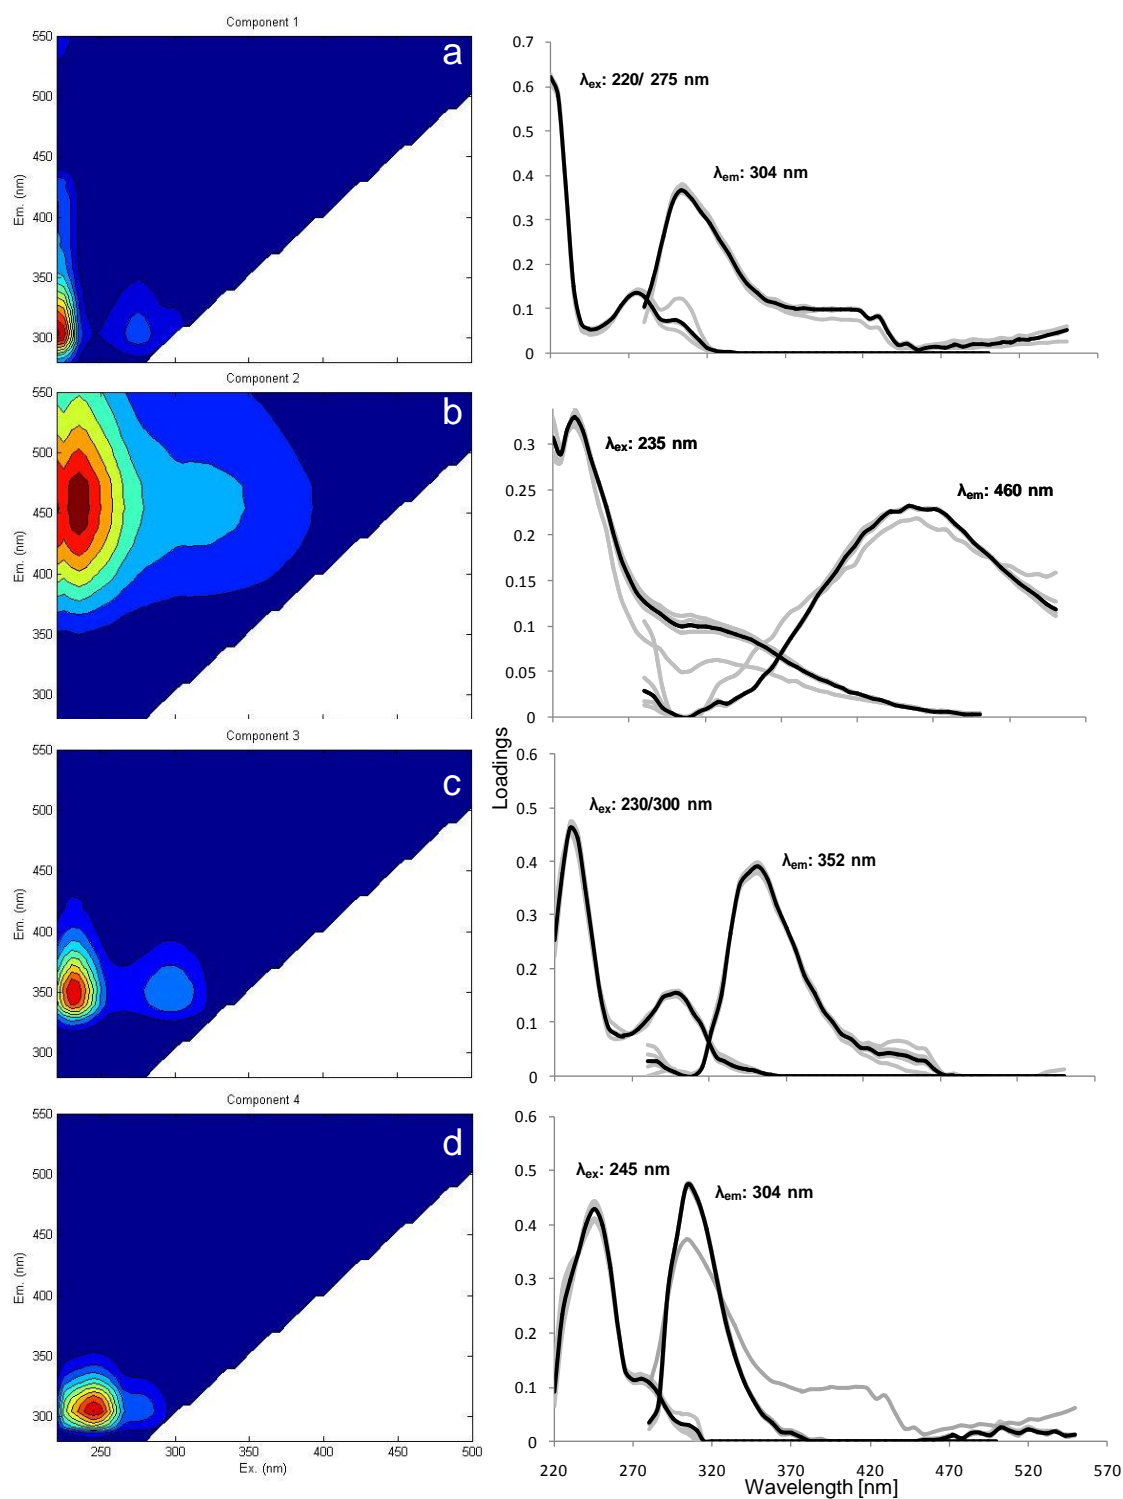 Component 1
a
550
500
450
400
350
300
Em. (nm)
0.7
0.6
0.5
0.4
0.3
0.2
0.1
0
λex: 220/ 275 nm
λem: 304 nm
Component 2
b
550
500
450
400
350
300
Em. (nm)
0.3
0.25
0.2
0.15
0.1
0.05
0
λex: 235 nm
λem: 460 nm
Component 3
c
550
500
450
400
350
300
Em. (nm)
Loadings
0.6
0.5
0.4
0.3
0.2
0.1
0
λex: 230/300 nm
λem: 352 nm
Component 4
d
550
500
450
400
350
300
Em. (nm)
250 300 350 400 450 500
Ex. (nm)
0.6
0.5
0.4
0.3
0.2
0.1
0
λex: 245 nm
λem: 304 nm
220 270 320 370 420 470 520 570
Wavelength [nm]